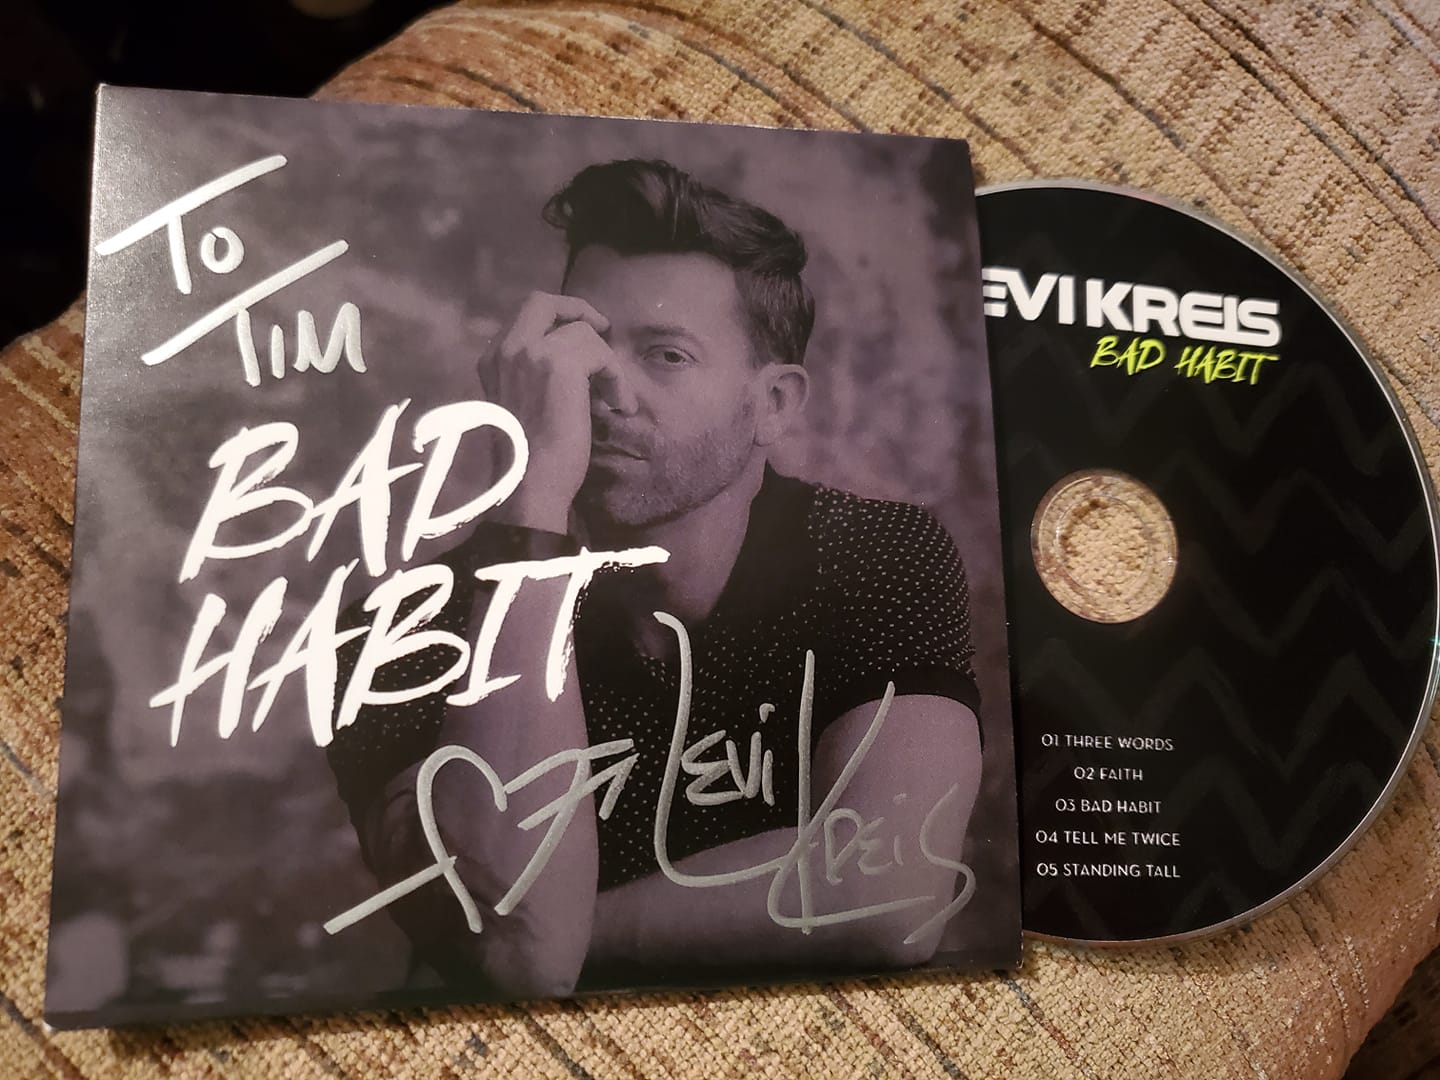 To
Tim
BAD
HABIT
Levi Kreis
EVI KREIS
BAD HABIT
01 THREE WORDS
02 FAITH
03 BAD HABIT
04 TELL ME TWICE
05 STANDING TALL